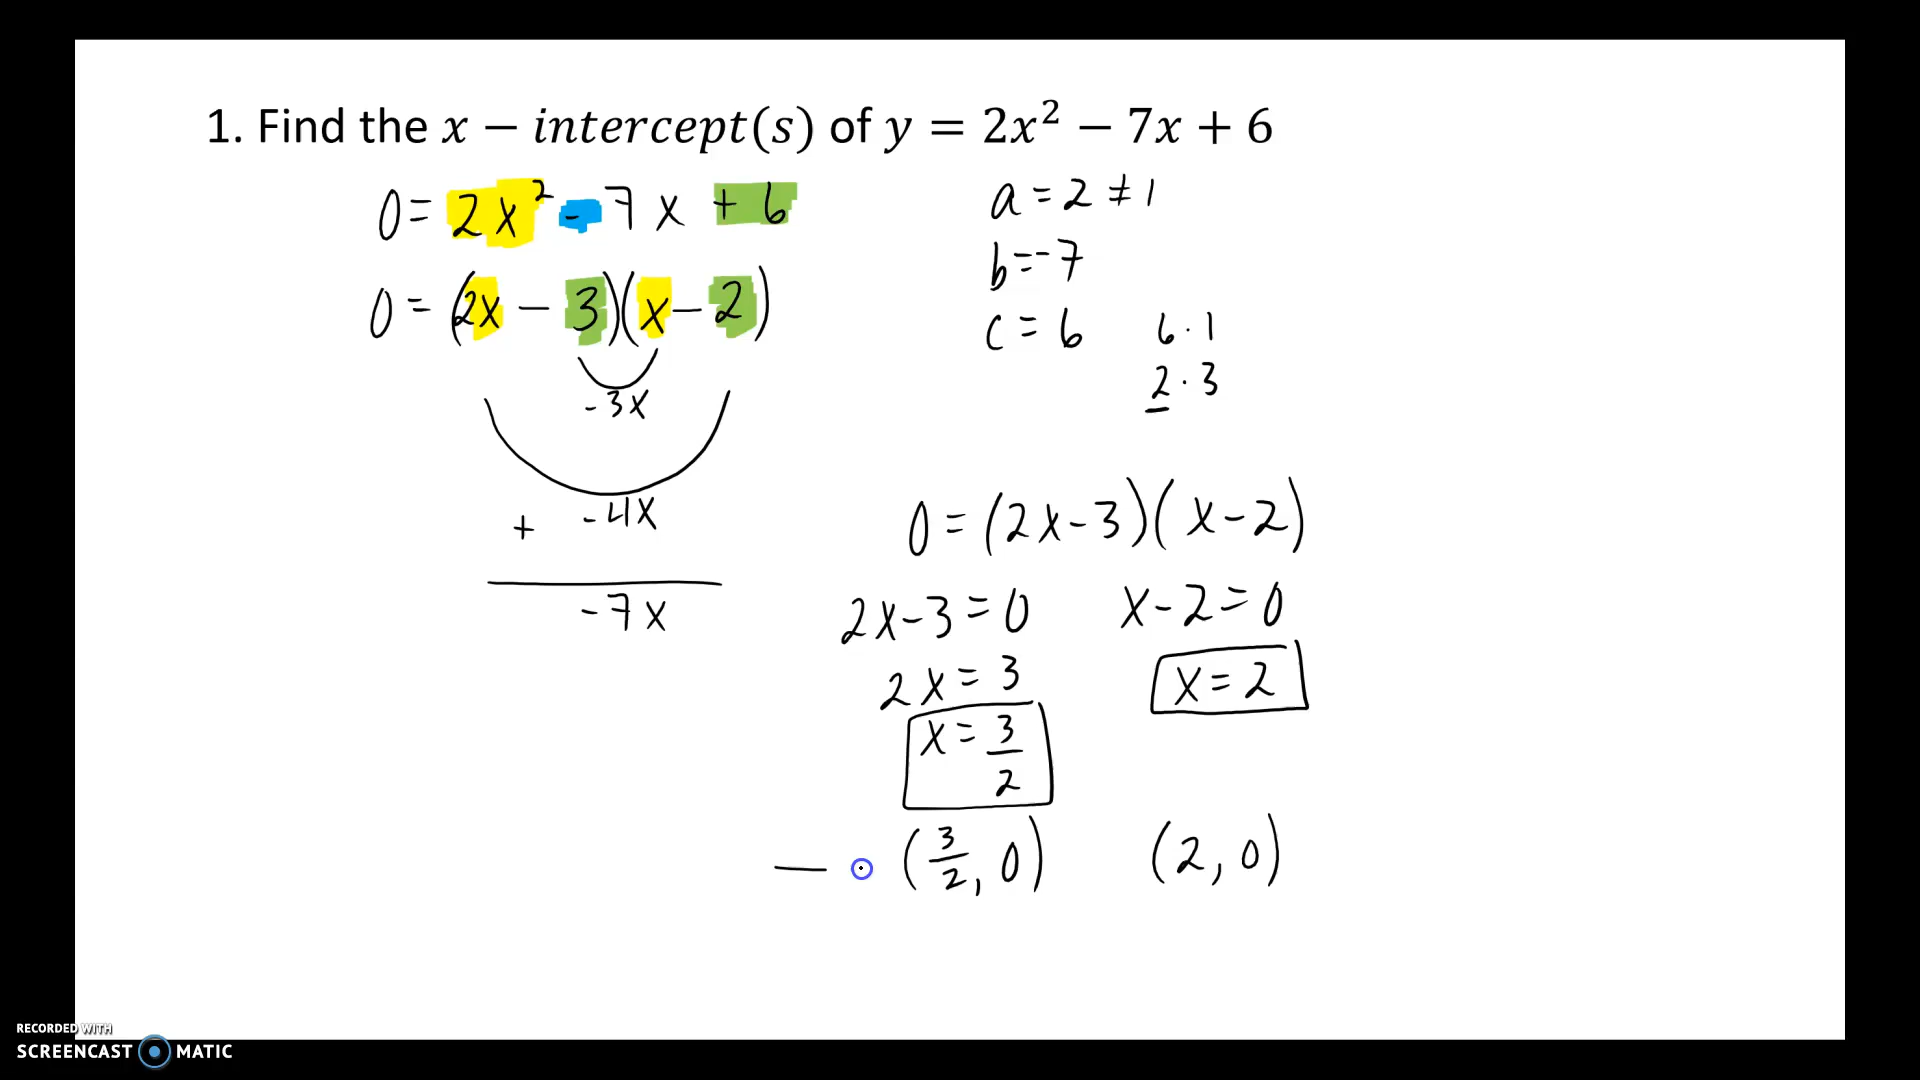 1. Find the x − intercept(s) of y = 2x² − 7x + 6
0 = 2x² - 7x + 6
a = 2 ≠ 1
b = -7
0 = (2x - 3)(x - 2)
c = 6
6 · 1
2 · 3
-3x
+ -4x
-7x
0 = (2x - 3)(x - 2)
2x - 3 = 0
x - 2 = 0
2x = 3
x = 2
x = 3/2
(3/2, 0)
(2, 0)
RECORDED WITH
SCREENCAST MATIC